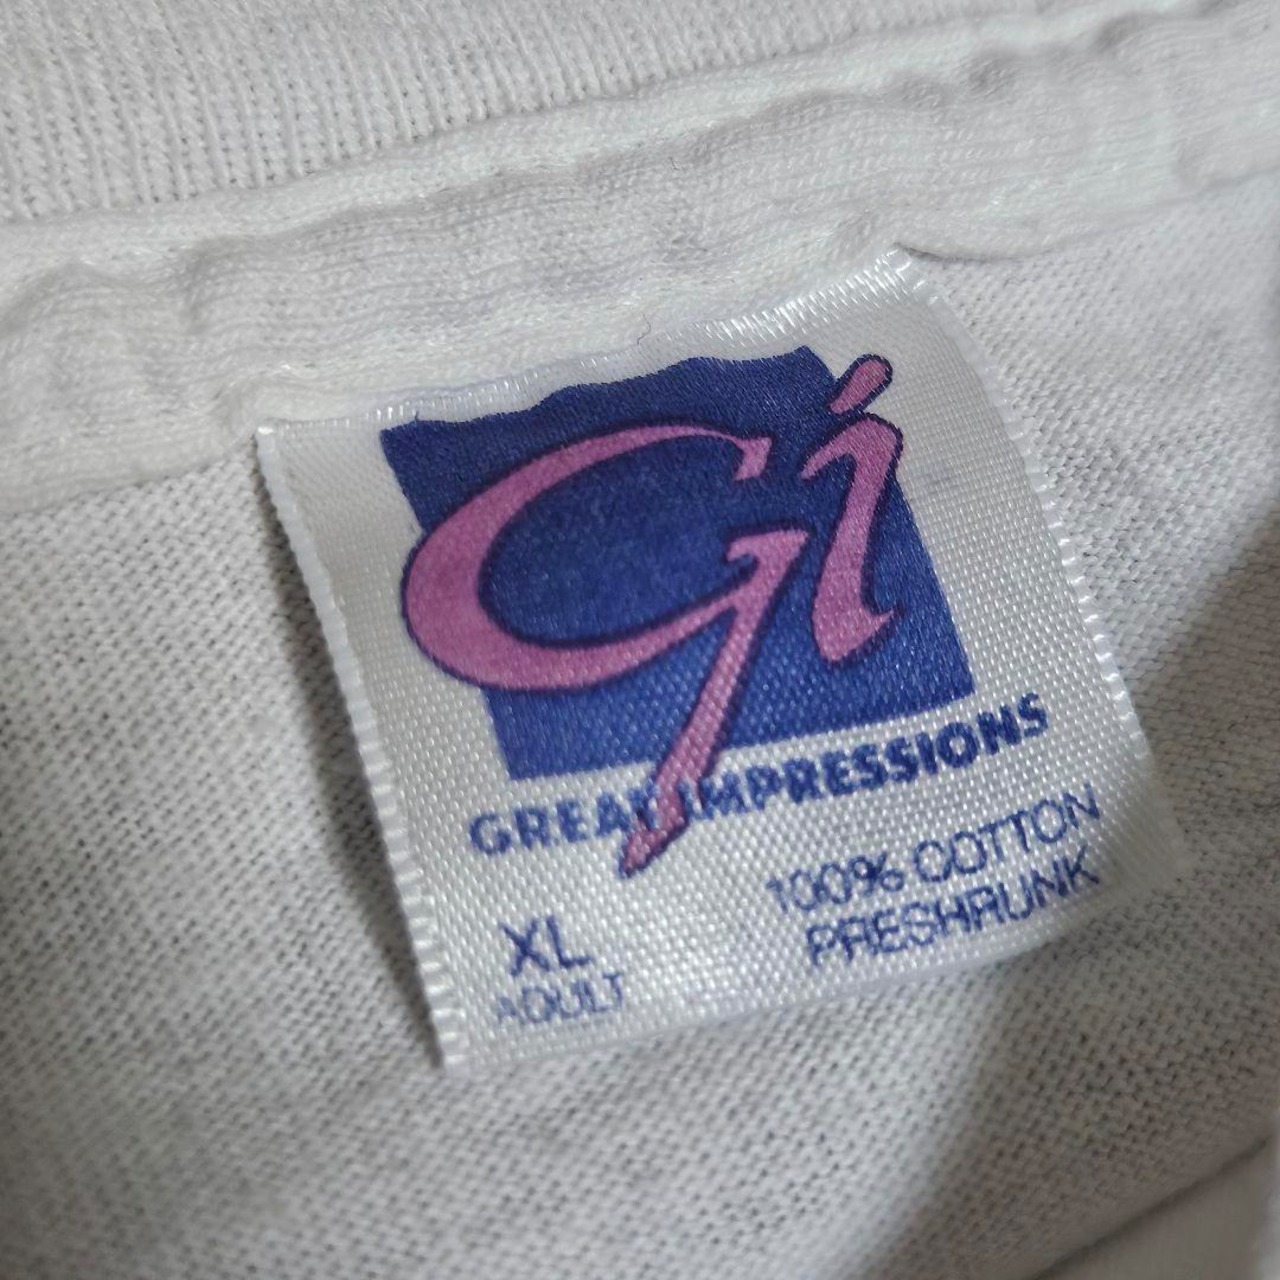 Gi
GREAT IMPRESSIONS
100% COTTON
PRESHRUNK
XL
ADULT